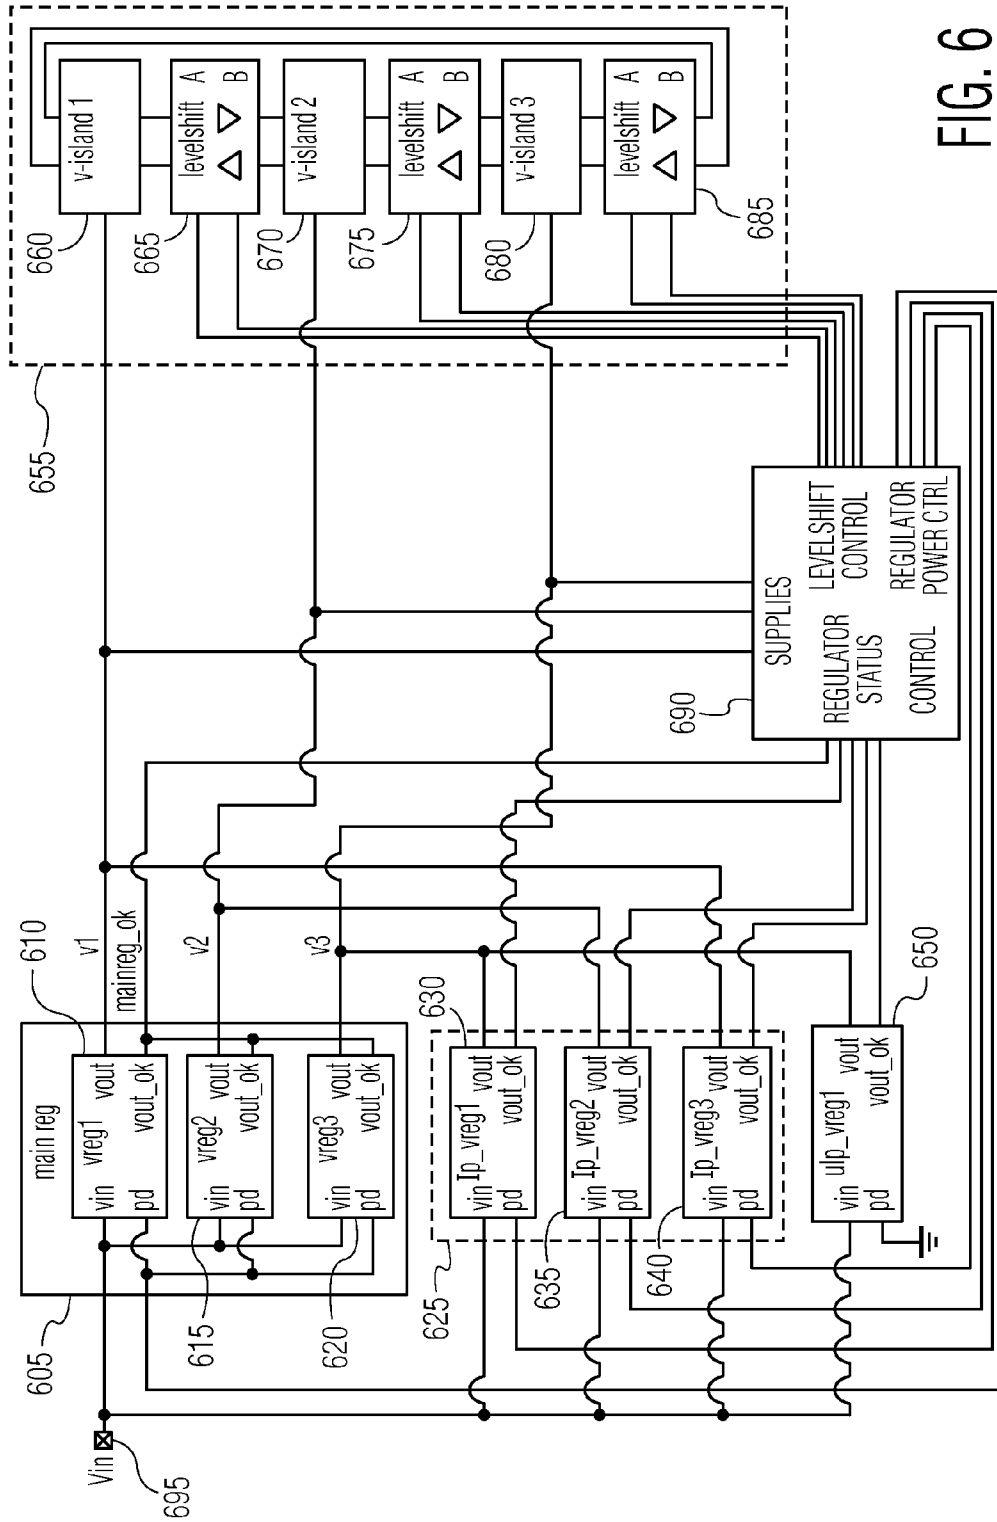 FIG. 6
Vin
695
605
main reg
610
vreg1
vin
vout
pd
vout_ok
v1
mainreg_ok
615
vreg2
vin
vout
pd
vout_ok
v2
620
vreg3
vin
vout
pd
vout_ok
v3
625
630
lp_vreg1
vin
vout
pd
vout_ok
635
lp_vreg2
vin
vout
pd
vout_ok
640
lp_vreg3
vin
vout
pd
vout_ok
650
ulp_vreg1
vin
vout
pd
vout_ok
690
SUPPLIES
REGULATOR
STATUS
LEVELSHIFT
CONTROL
CONTROL
REGULATOR
POWER CTRL
655
660
v-island 1
665
levelshift
A
B
670
v-island 2
675
levelshift
A
B
680
v-island 3
685
levelshift
A
B